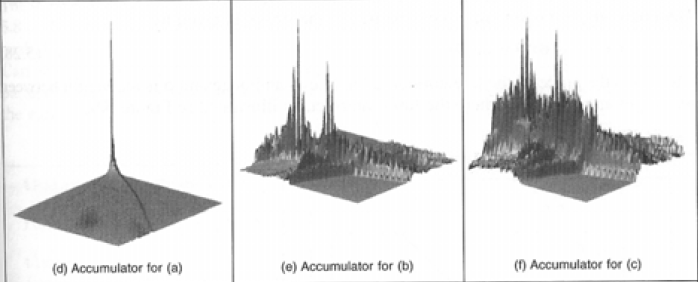 (d) Accumulator for (a)
(e) Accumulator for (b)
(f) Accumulator for (c)